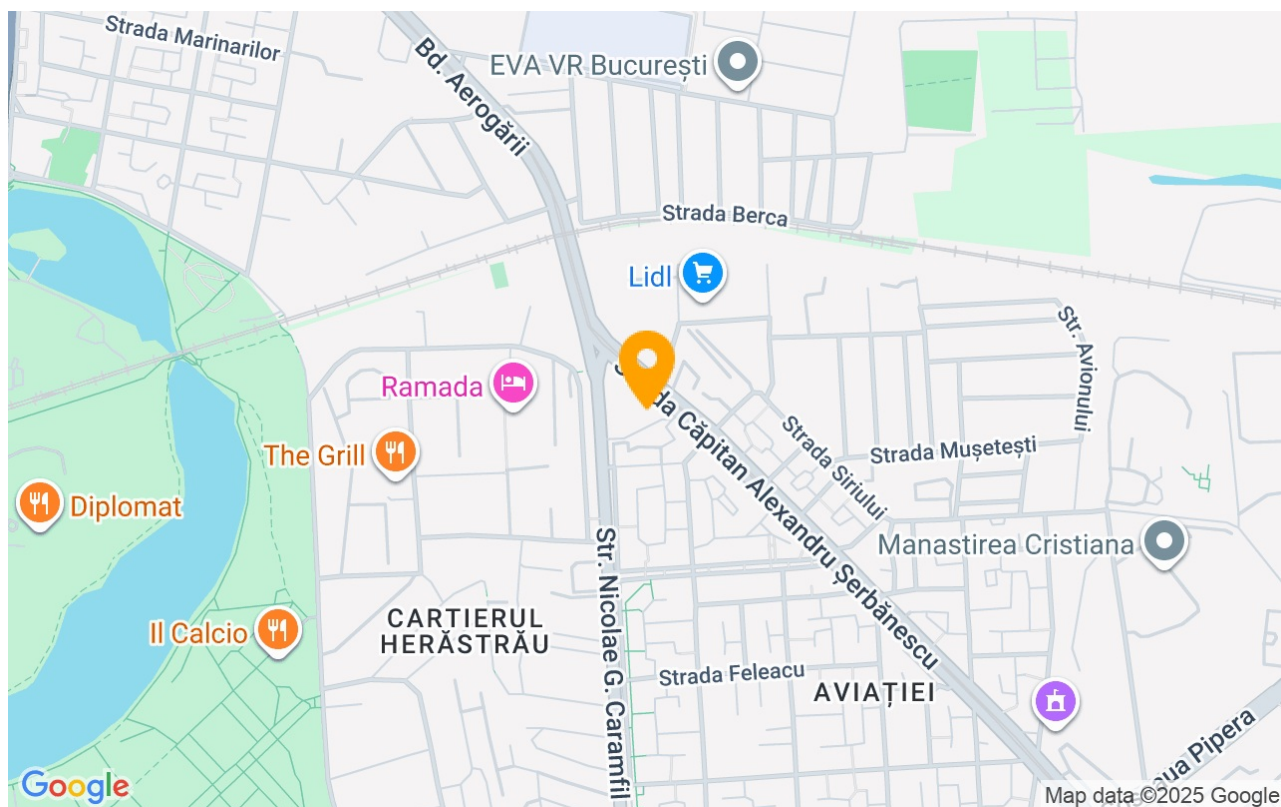 Strada Marinarilor
Bd. Aerogării
EVA VR București
Strada Berca
Lidl
Str. Avionului
Ramada
da Căpitan Alexandru Șerbănescu
Strada Mușetești
The Grill
Strada Siriului
Diplomat
Manastirea Cristiana
Str. Nicolae G. Caramfil
CARTIERUL
HERĂSTRĂU
Il Calcio
Strada Feleacu
AVIAȚIEI
Pipera
Google
Map data ©2025 Google